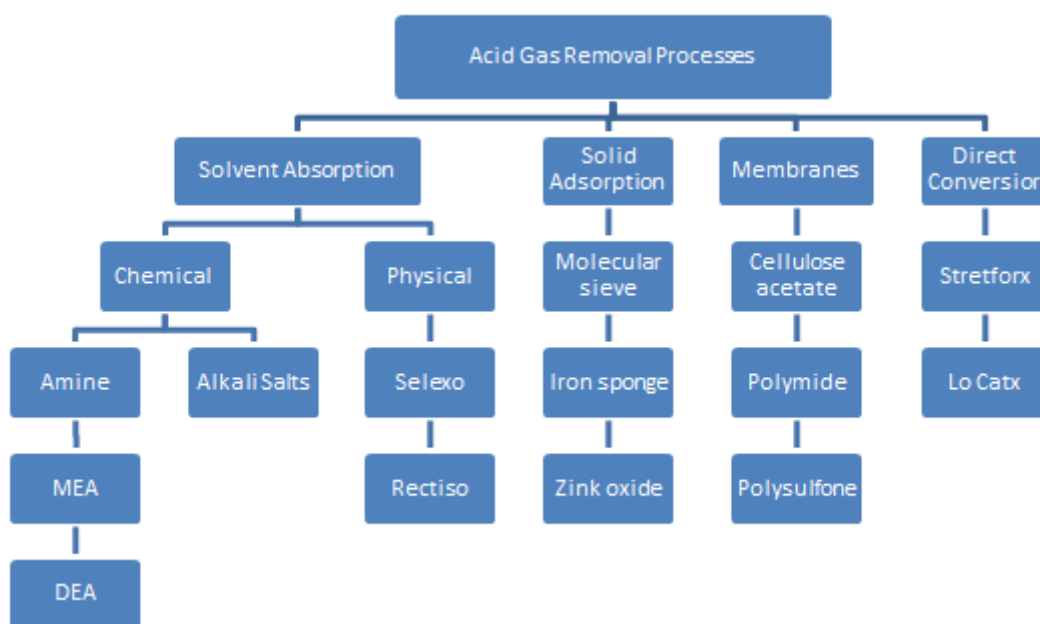 Acid Gas Removal Processes
Solvent Absorption
Solid
Adsorption
Membranes
Direct
Conversion
Chemical
Physical
Molecular
sieve
Cellulose
acetate
Stretforx
Amine
Alkali Salts
Selexo
Iron sponge
Polymide
Lo Catx
MEA
Rectiso
Zink oxide
Polysulfone
DEA